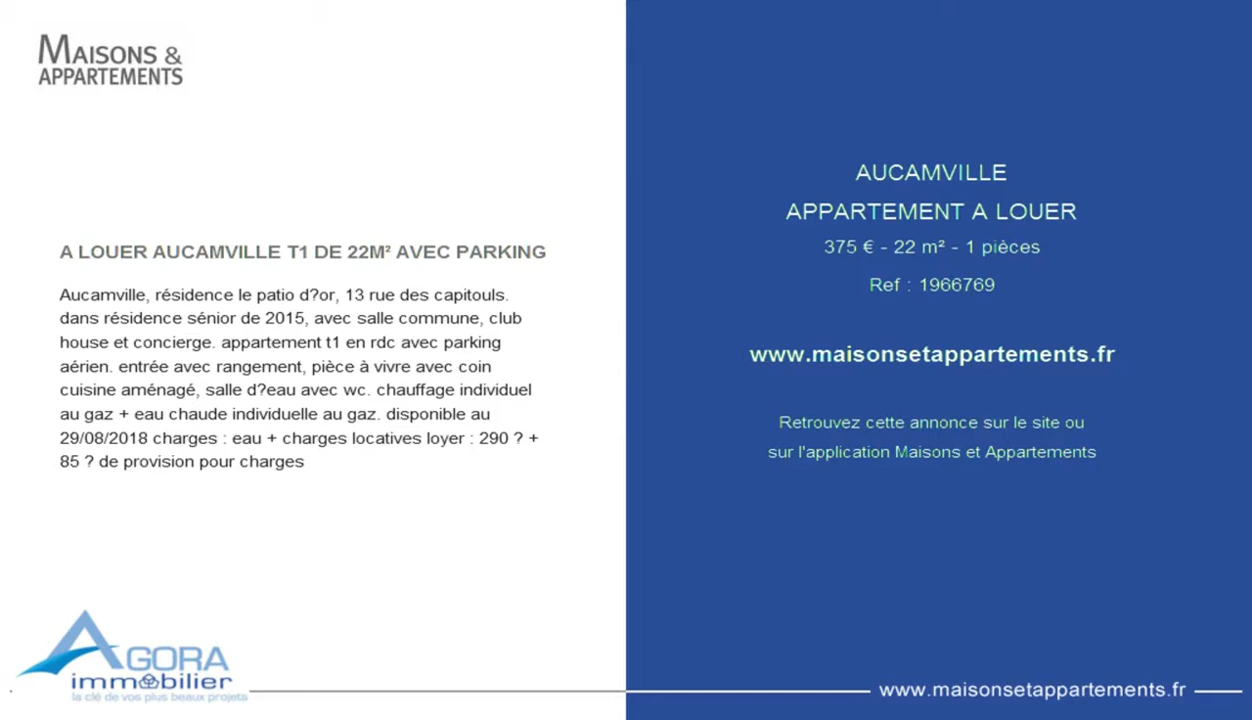 MAISONS &
APPARTEMENTS
A LOUER AUCAMVILLE T1 DE 22M² AVEC PARKING
Aucamville, résidence le patio d?or, 13 rue des capitouls.
dans résidence sénior de 2015, avec salle commune, club
house et concierge. appartement t1 en rdc avec parking
aérien. entrée avec rangement, pièce à vivre avec coin
cuisine aménagé, salle d?eau avec wc. chauffage individuel
au gaz + eau chaude individuelle au gaz. disponible au
29/08/2018 charges : eau + charges locatives loyer : 290 ? +
85 ? de provision pour charges
AGORA
immobilier
la clé de vos plus beaux projets
AUCAMVILLE
APPARTEMENT A LOUER
375 € - 22 m² - 1 pièces
Ref : 1966769
www.maisonsetappartements.fr
Retrouvez cette annonce sur le site ou
sur l'application Maisons et Appartements
www.maisonsetappartements.fr